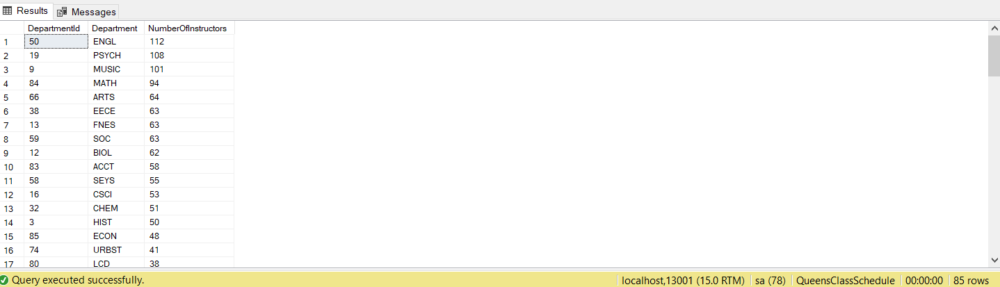 Results Messages
DepartmentId Department NumberOfInstructors
1 50 ENGL 112
2 19 PSYCH 108
3 9 MUSIC 101
4 84 MATH 94
5 66 ARTS 64
6 38 EECE 63
7 13 FNES 63
8 59 SOC 63
9 12 BIOL 62
10 83 ACCT 58
11 58 SEYS 55
12 16 CSCI 53
13 32 CHEM 51
14 3 HIST 50
15 85 ECON 48
16 74 URBST 41
17 80 LCD 38
Query executed successfully. localhost,13001 (15.0 RTM) sa (78) QueensClassSchedule 00:00:00 85 rows